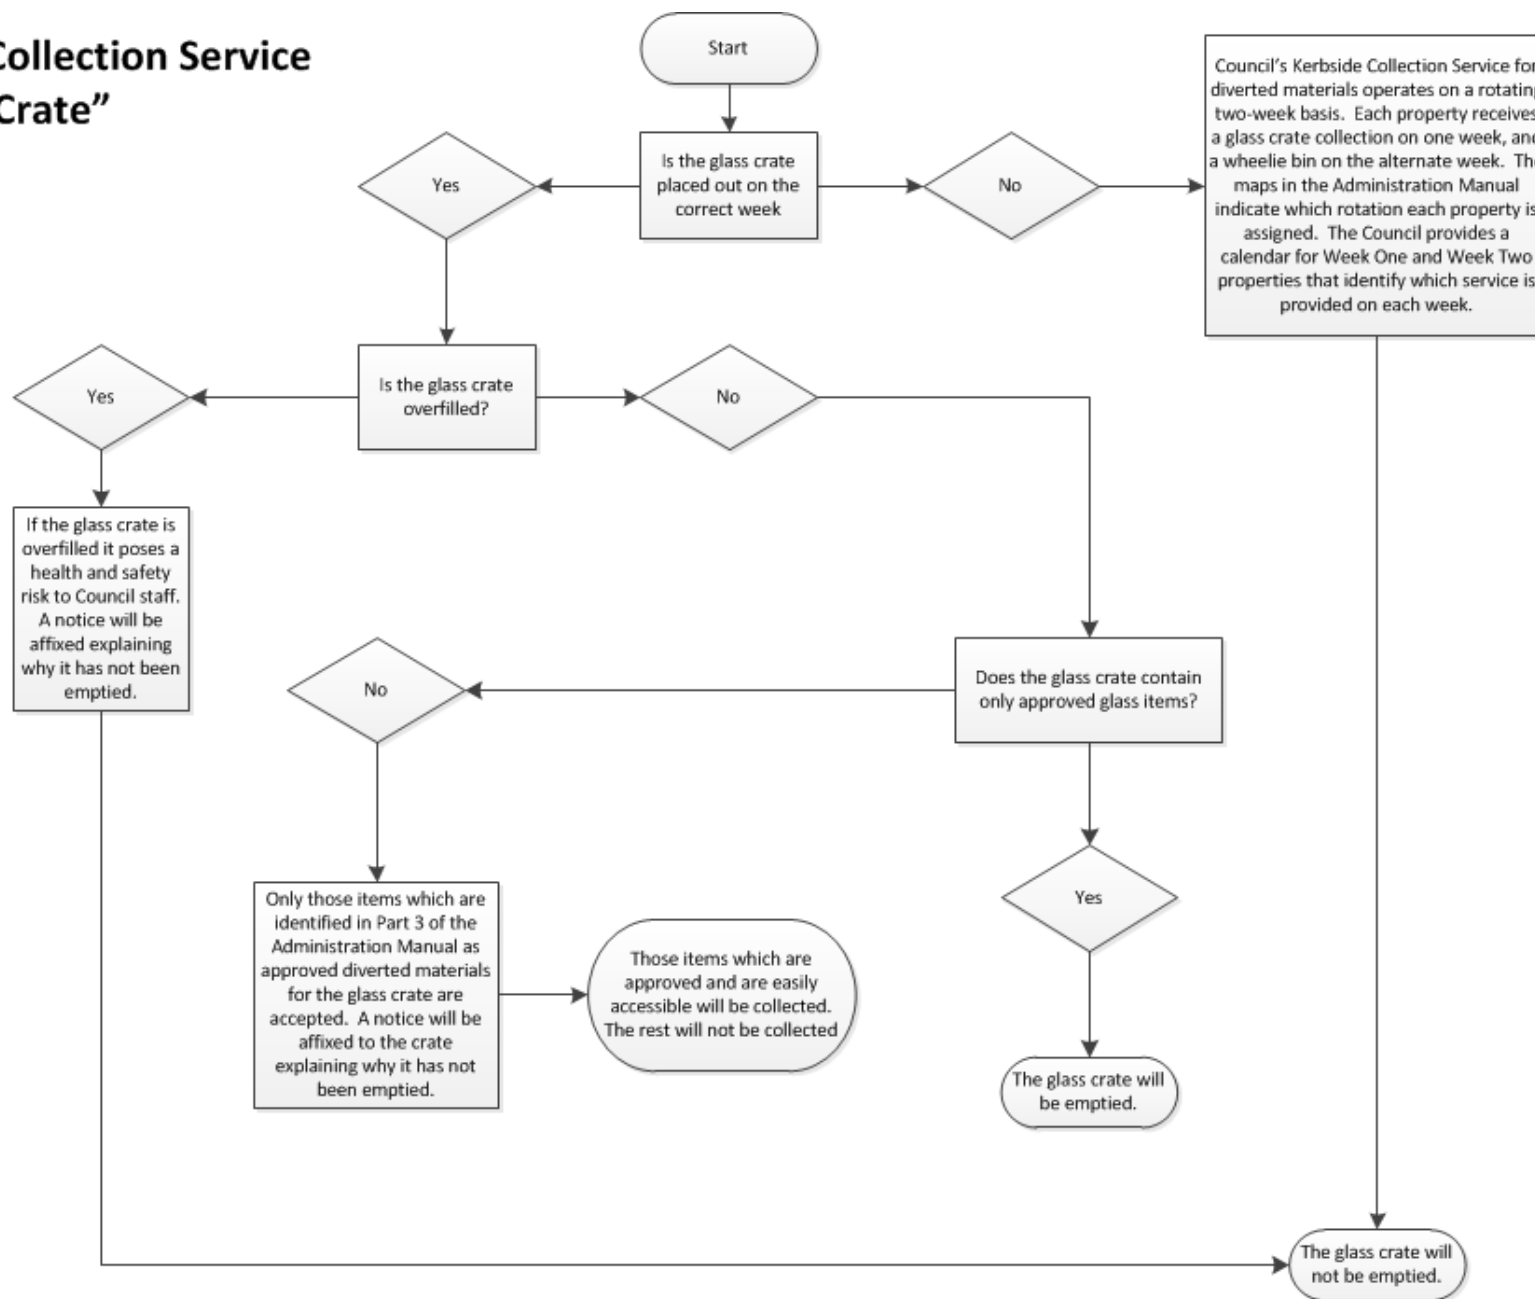 Collection Service
Crate”
Start
Is the glass crate
placed out on the
correct week
Yes
No
Council’s Kerbside Collection Service for
diverted materials operates on a rotating
two-week basis. Each property receives
a glass crate collection on one week, and
a wheelie bin on the alternate week. The
maps in the Administration Manual
indicate which rotation each property is
assigned. The Council provides a
calendar for Week One and Week Two
properties that identify which service is
provided on each week.
Is the glass crate
overfilled?
Yes
No
If the glass crate is
overfilled it poses a
health and safety
risk to Council staff.
A notice will be
affixed explaining
why it has not been
emptied.
Does the glass crate contain
only approved glass items?
No
Yes
Only those items which are
identified in Part 3 of the
Administration Manual as
approved diverted materials
for the glass crate are
accepted. A notice will be
affixed to the crate
explaining why it has not
been emptied.
Those items which are
approved and are easily
accessible will be collected.
The rest will not be collected
The glass crate will
be emptied.
The glass crate will
not be emptied.